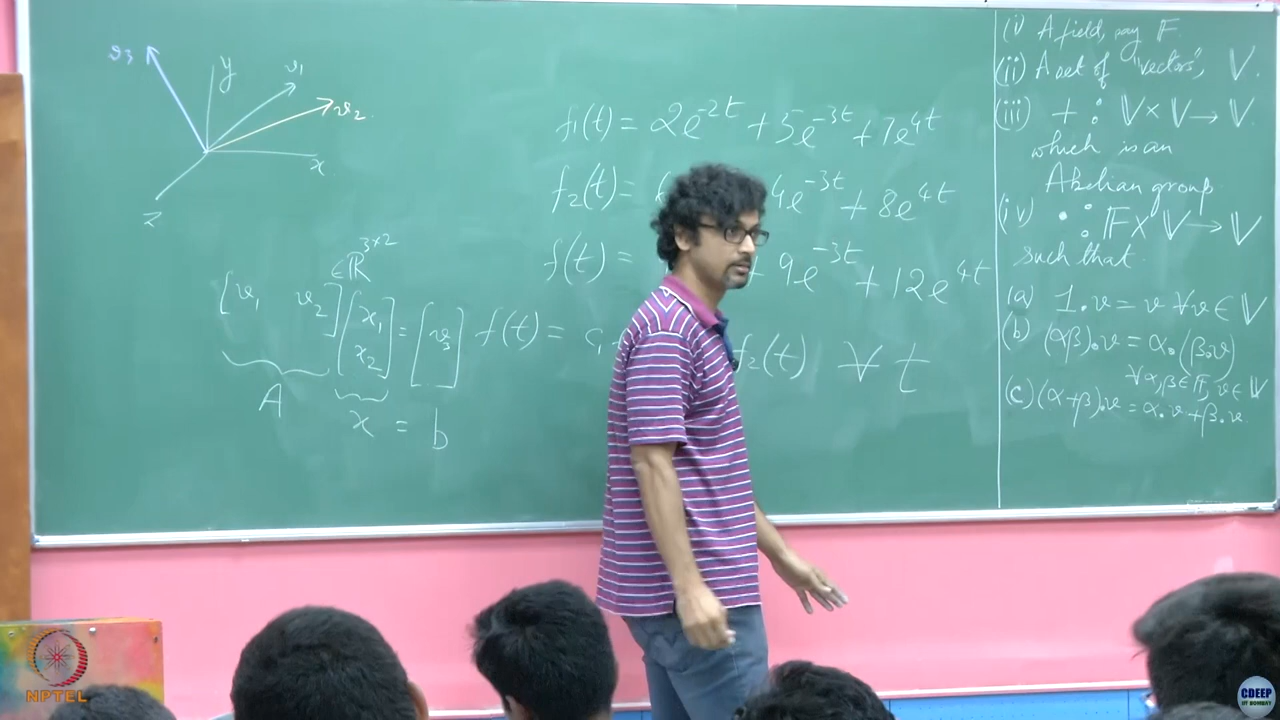 v₃
y
v₁
v₂
x
z
∈ ℝ³ˣ²
[v₁ v₂] [x₁ x₂] = [v₃]
A
x = b
f₁(t) = 2e^{-2t} + 5e^{-3t} + 7e^{4t}
f₂(t) = 4e^{-3t} + 8e^{4t}
f(t) = + 9e^{-3t} + 12e^{4t}
f(t) = c₁ f₂(t) ∀ t
(i) A field, say 𝔽.
(ii) A set of "vectors", 𝕍.
(iii) + : 𝕍 × 𝕍 → 𝕍
which is an
Abelian group
(iv) • : 𝔽 × 𝕍 → 𝕍
such that
(a) 1.v = v ∀v ∈ 𝕍
(b) (αβ).v = α.(β.v)
∀α,β ∈ 𝔽, v ∈ 𝕍
(c) (α+β).v = α.v + β.v
NPTEL
CDEEP
IIT BOMBAY